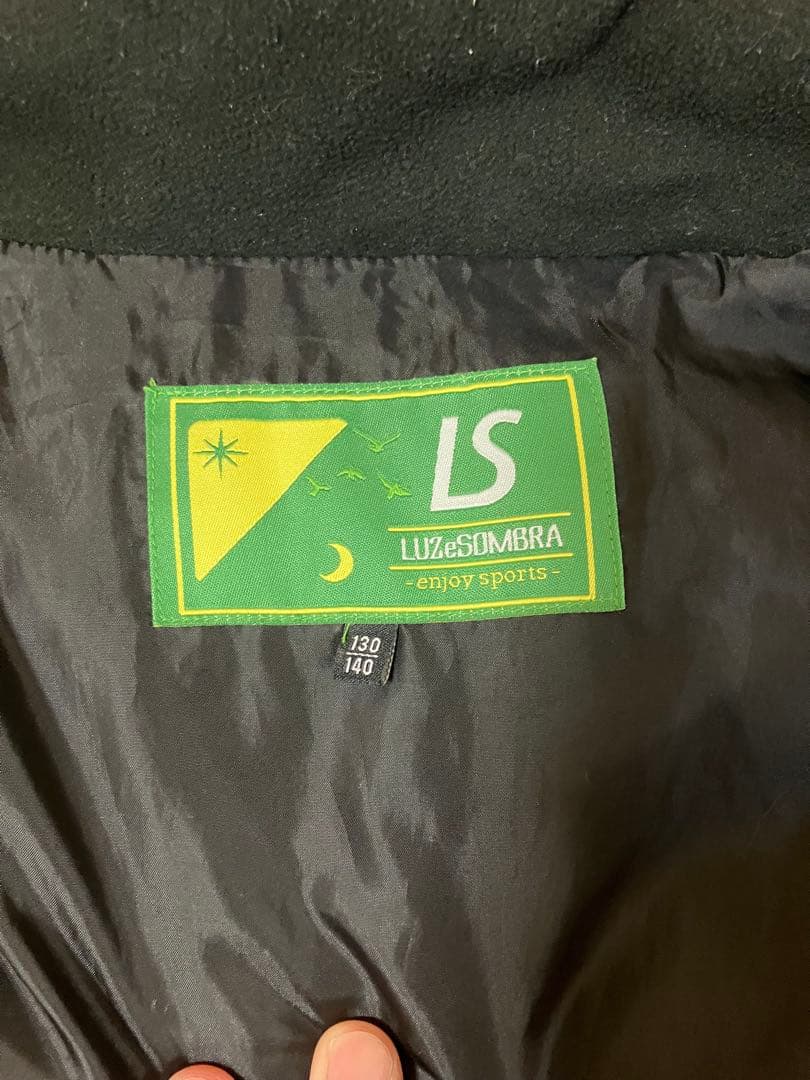 LS
LUZeSOMBRA
-enjoy sports-
130
140